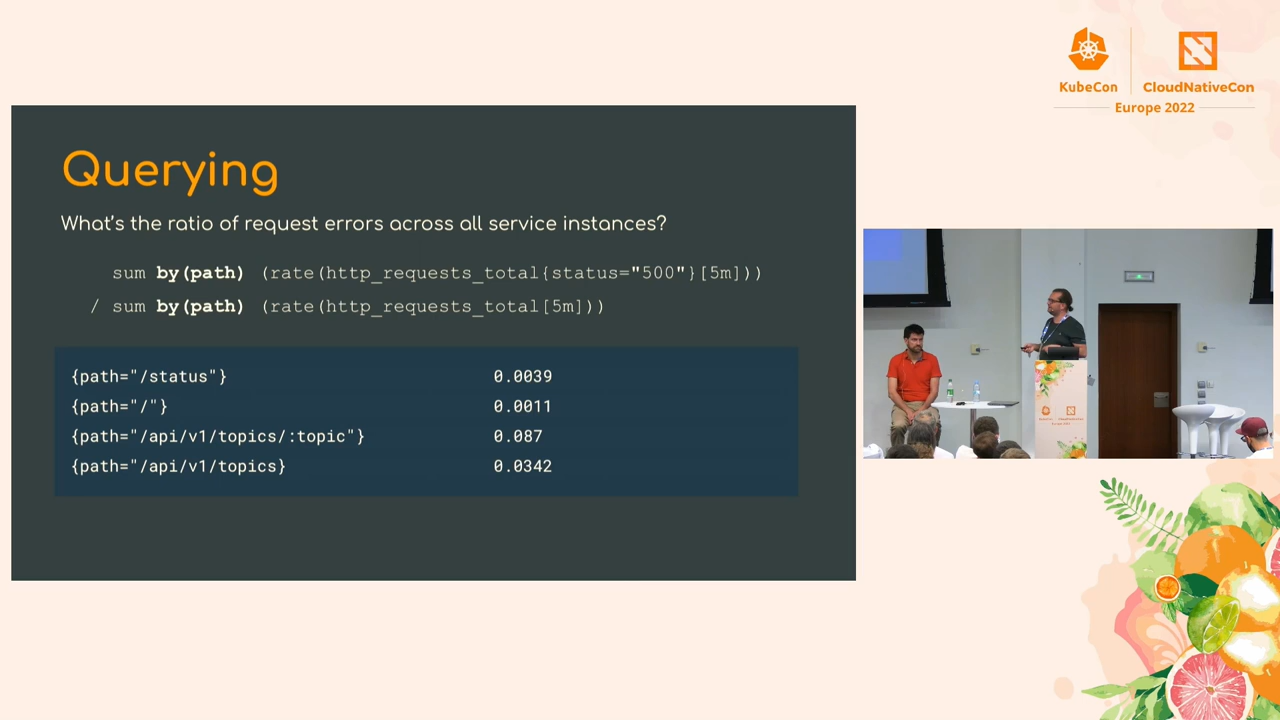 KubeCon
CloudNativeCon
Europe 2022
Querying
What's the ratio of request errors across all service instances?
sum by(path) (rate(http_requests_total{status="500"}[5m]))
/ sum by(path) (rate(http_requests_total[5m]))
{path="/status"} 0.0039
{path="/"} 0.0011
{path="/api/v1/topics/:topic"} 0.087
{path="/api/v1/topics} 0.0342